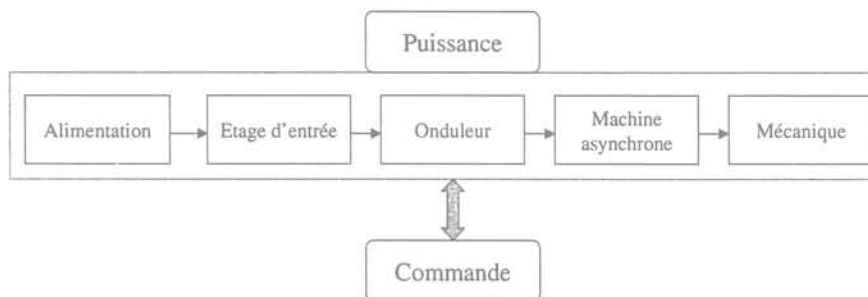 Puissance
Alimentation
Etage d'entrée
Onduleur
Machine
asynchrone
Mécanique
Commande